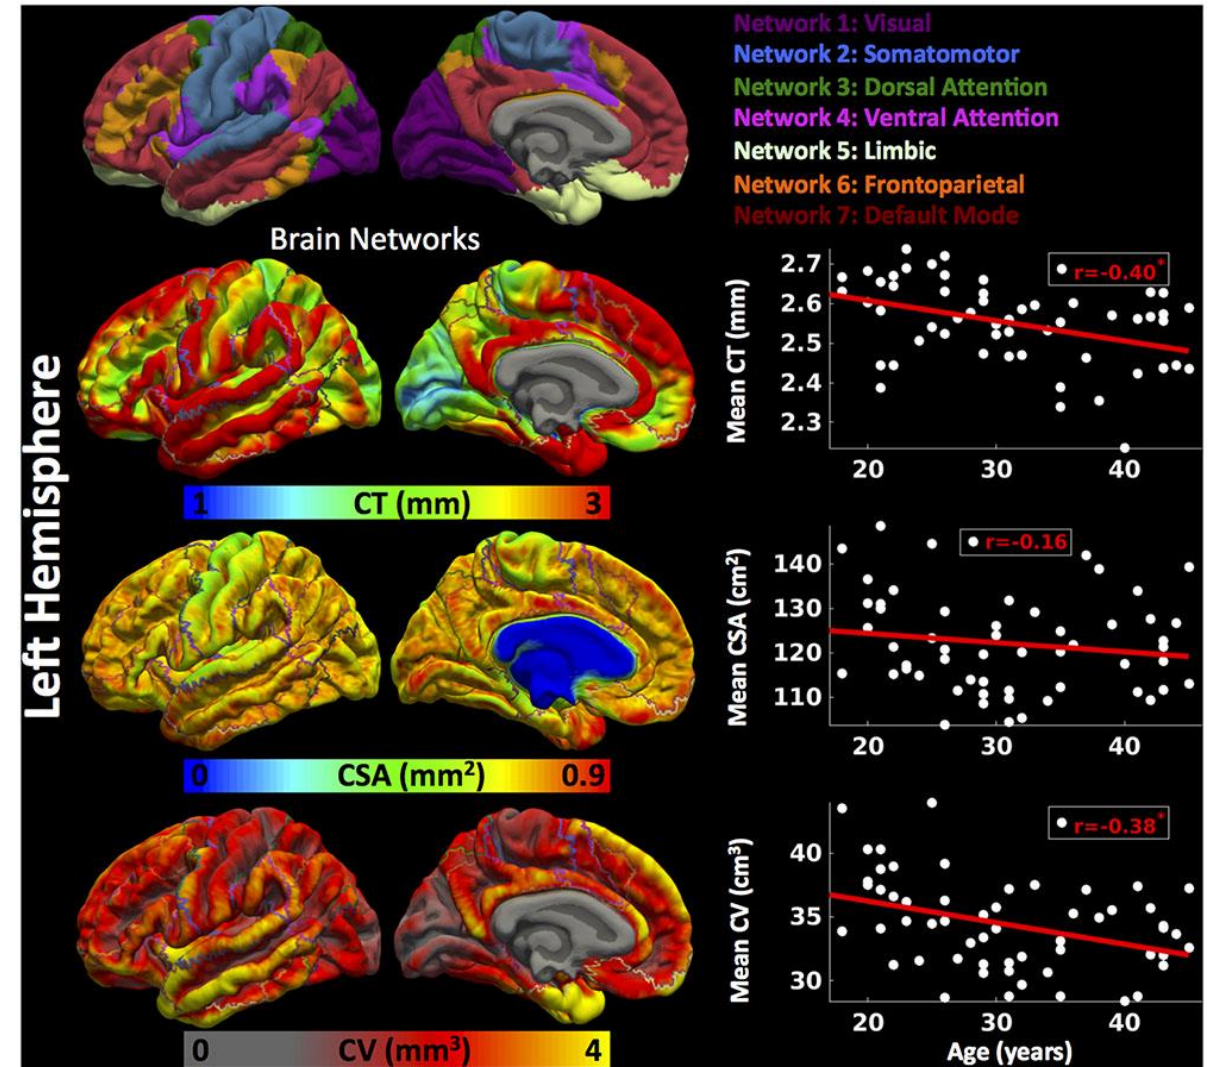 Network 1: Visual
Network 2: Somatomotor
Network 3: Dorsal Attention
Network 4: Ventral Attention
Network 5: Limbic
Network 6: Frontoparietal
Network 7: Default Mode
Brain Networks
Left Hemisphere
1 CT (mm) 3
Mean CT (mm)
r=-0.40*
2.7
2.6
2.5
2.4
2.3
20 30 40
0 CSA (mm²) 0.9
Mean CSA (cm²)
r=-0.16
140
130
120
110
20 30 40
0 CV (mm³) 4
Mean CV (cm³)
r=-0.38*
40
35
30
20 30 40
Age (years)